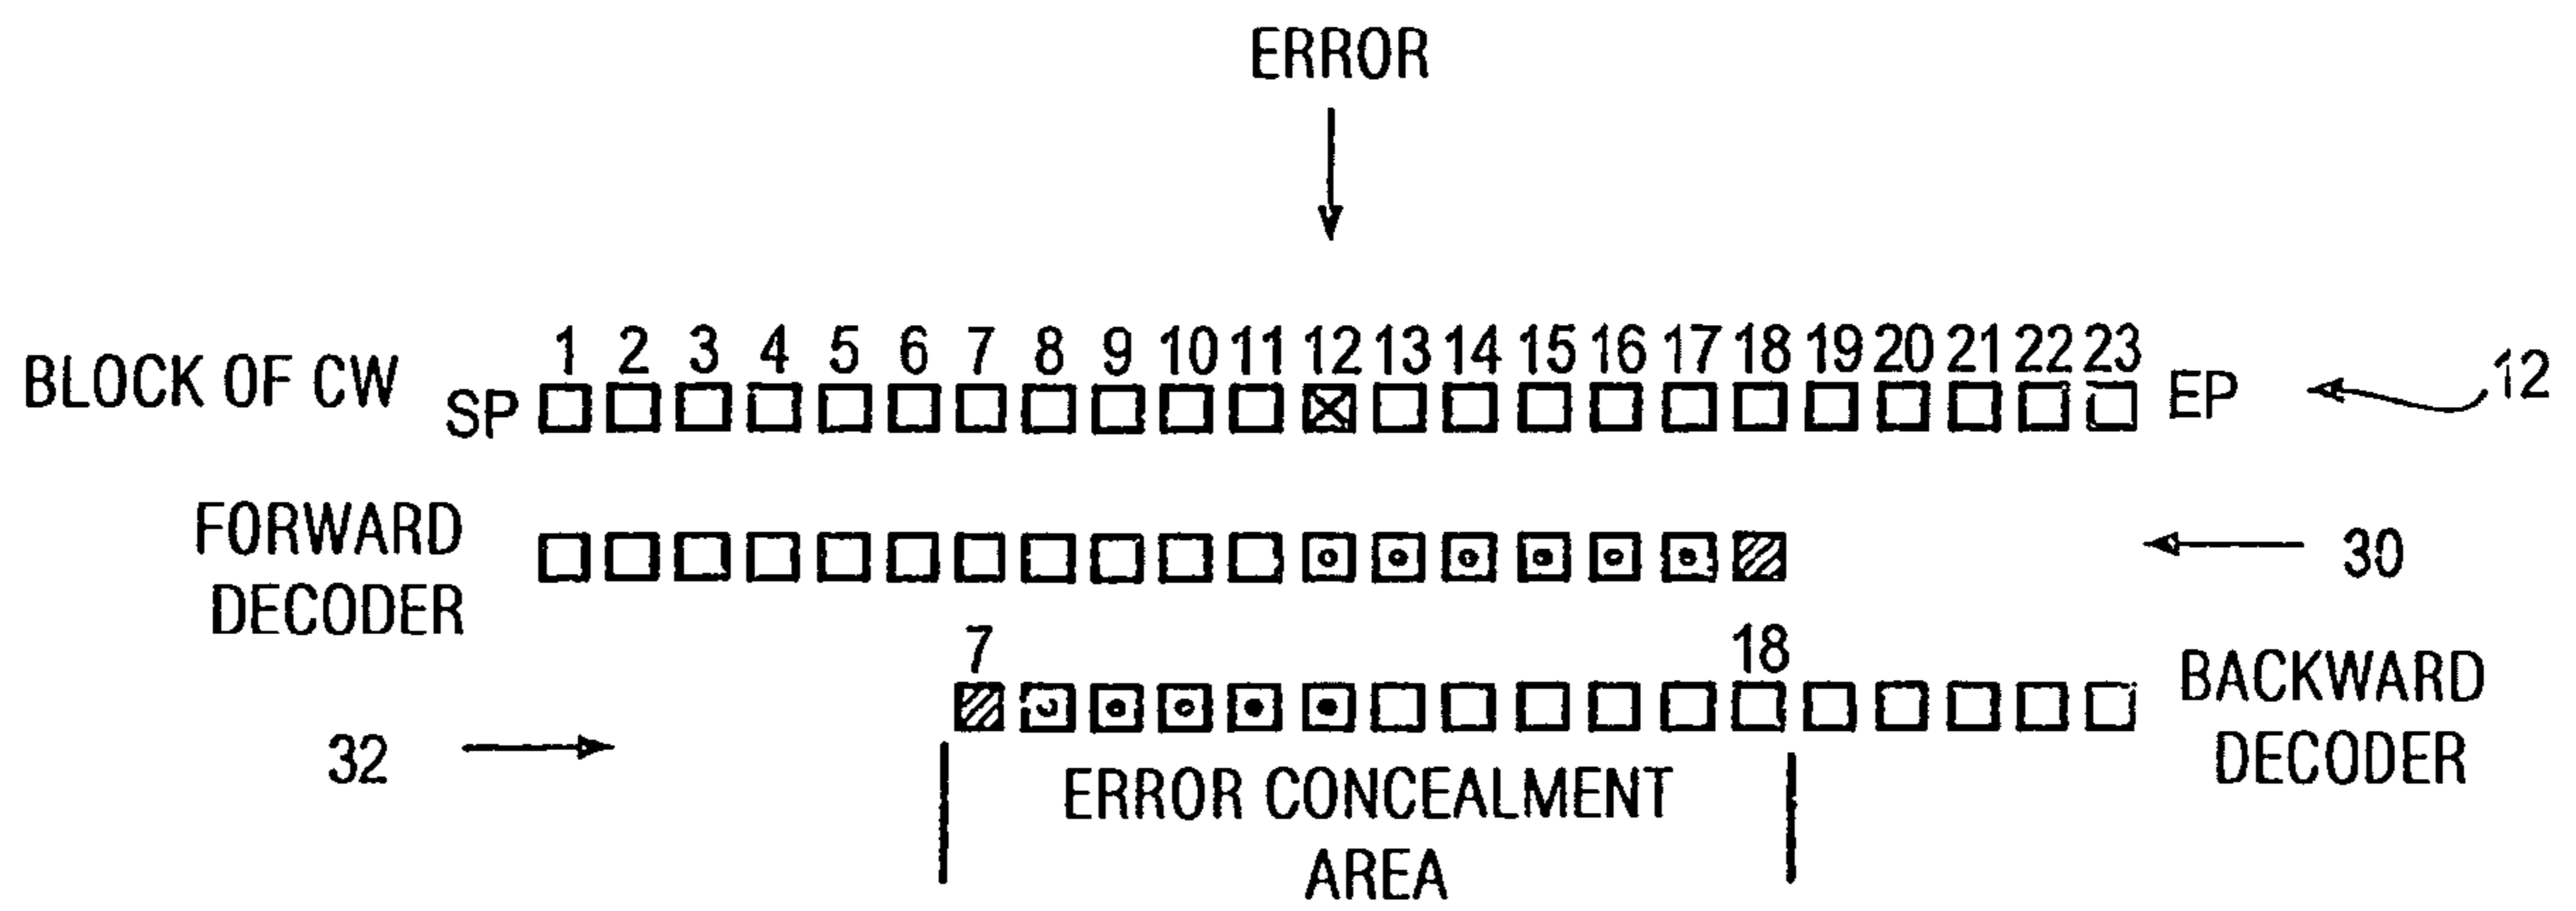 ERROR
1 2 3 4 5 6 7 8 9 10 11 12 13 14 15 16 17 18 19 20 21 22 23
BLOCK OF CW
SP
EP
12
FORWARD
DECODER
30
7
18
BACKWARD
DECODER
32
ERROR CONCEALMENT
AREA